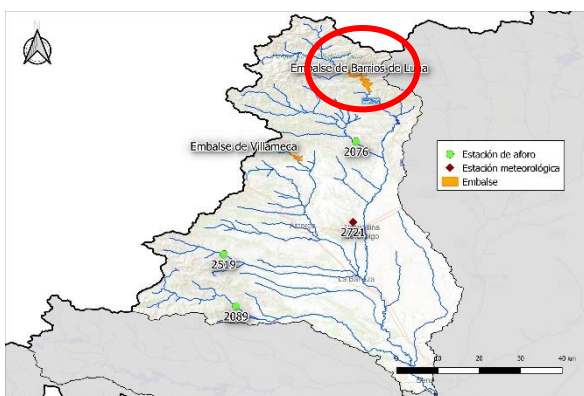 Embalse de Barrios de Luna
Embalse de Villameca
2076
Estación de aforo
Estación meteorológica
Embalse
2721
2519
La Bañeza
2089
0 10 20 30 40 km